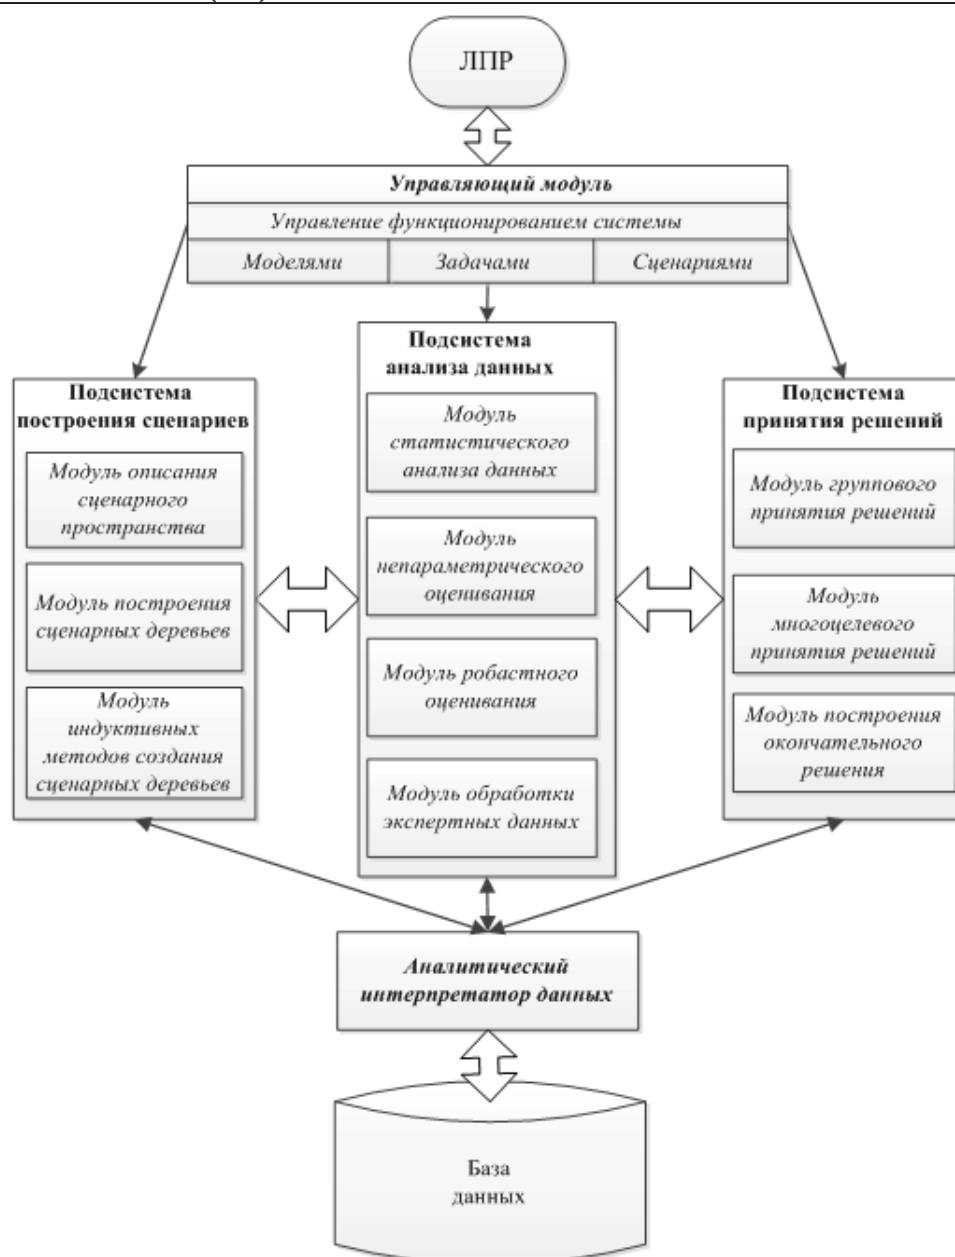 ЛПР
Управляющий модуль
Управление функционированием системы
Моделями
Задачами
Сценариями
Подсистема
построения сценариев
Модуль описания
сценарного
пространства
Модуль построения
сценарных деревьев
Модуль
индуктивных
методов создания
сценарных деревьев
Подсистема
анализа данных
Модуль
статистического
анализа данных
Модуль
непараметрического
оценивания
Модуль робастного
оценивания
Модуль обработки
экспертных данных
Подсистема
принятия решений
Модуль группового
принятия решений
Модуль
многоцелевого
принятия решений
Модуль построения
окончательного
решения
Аналитический
интерпретатор данных
База
данных